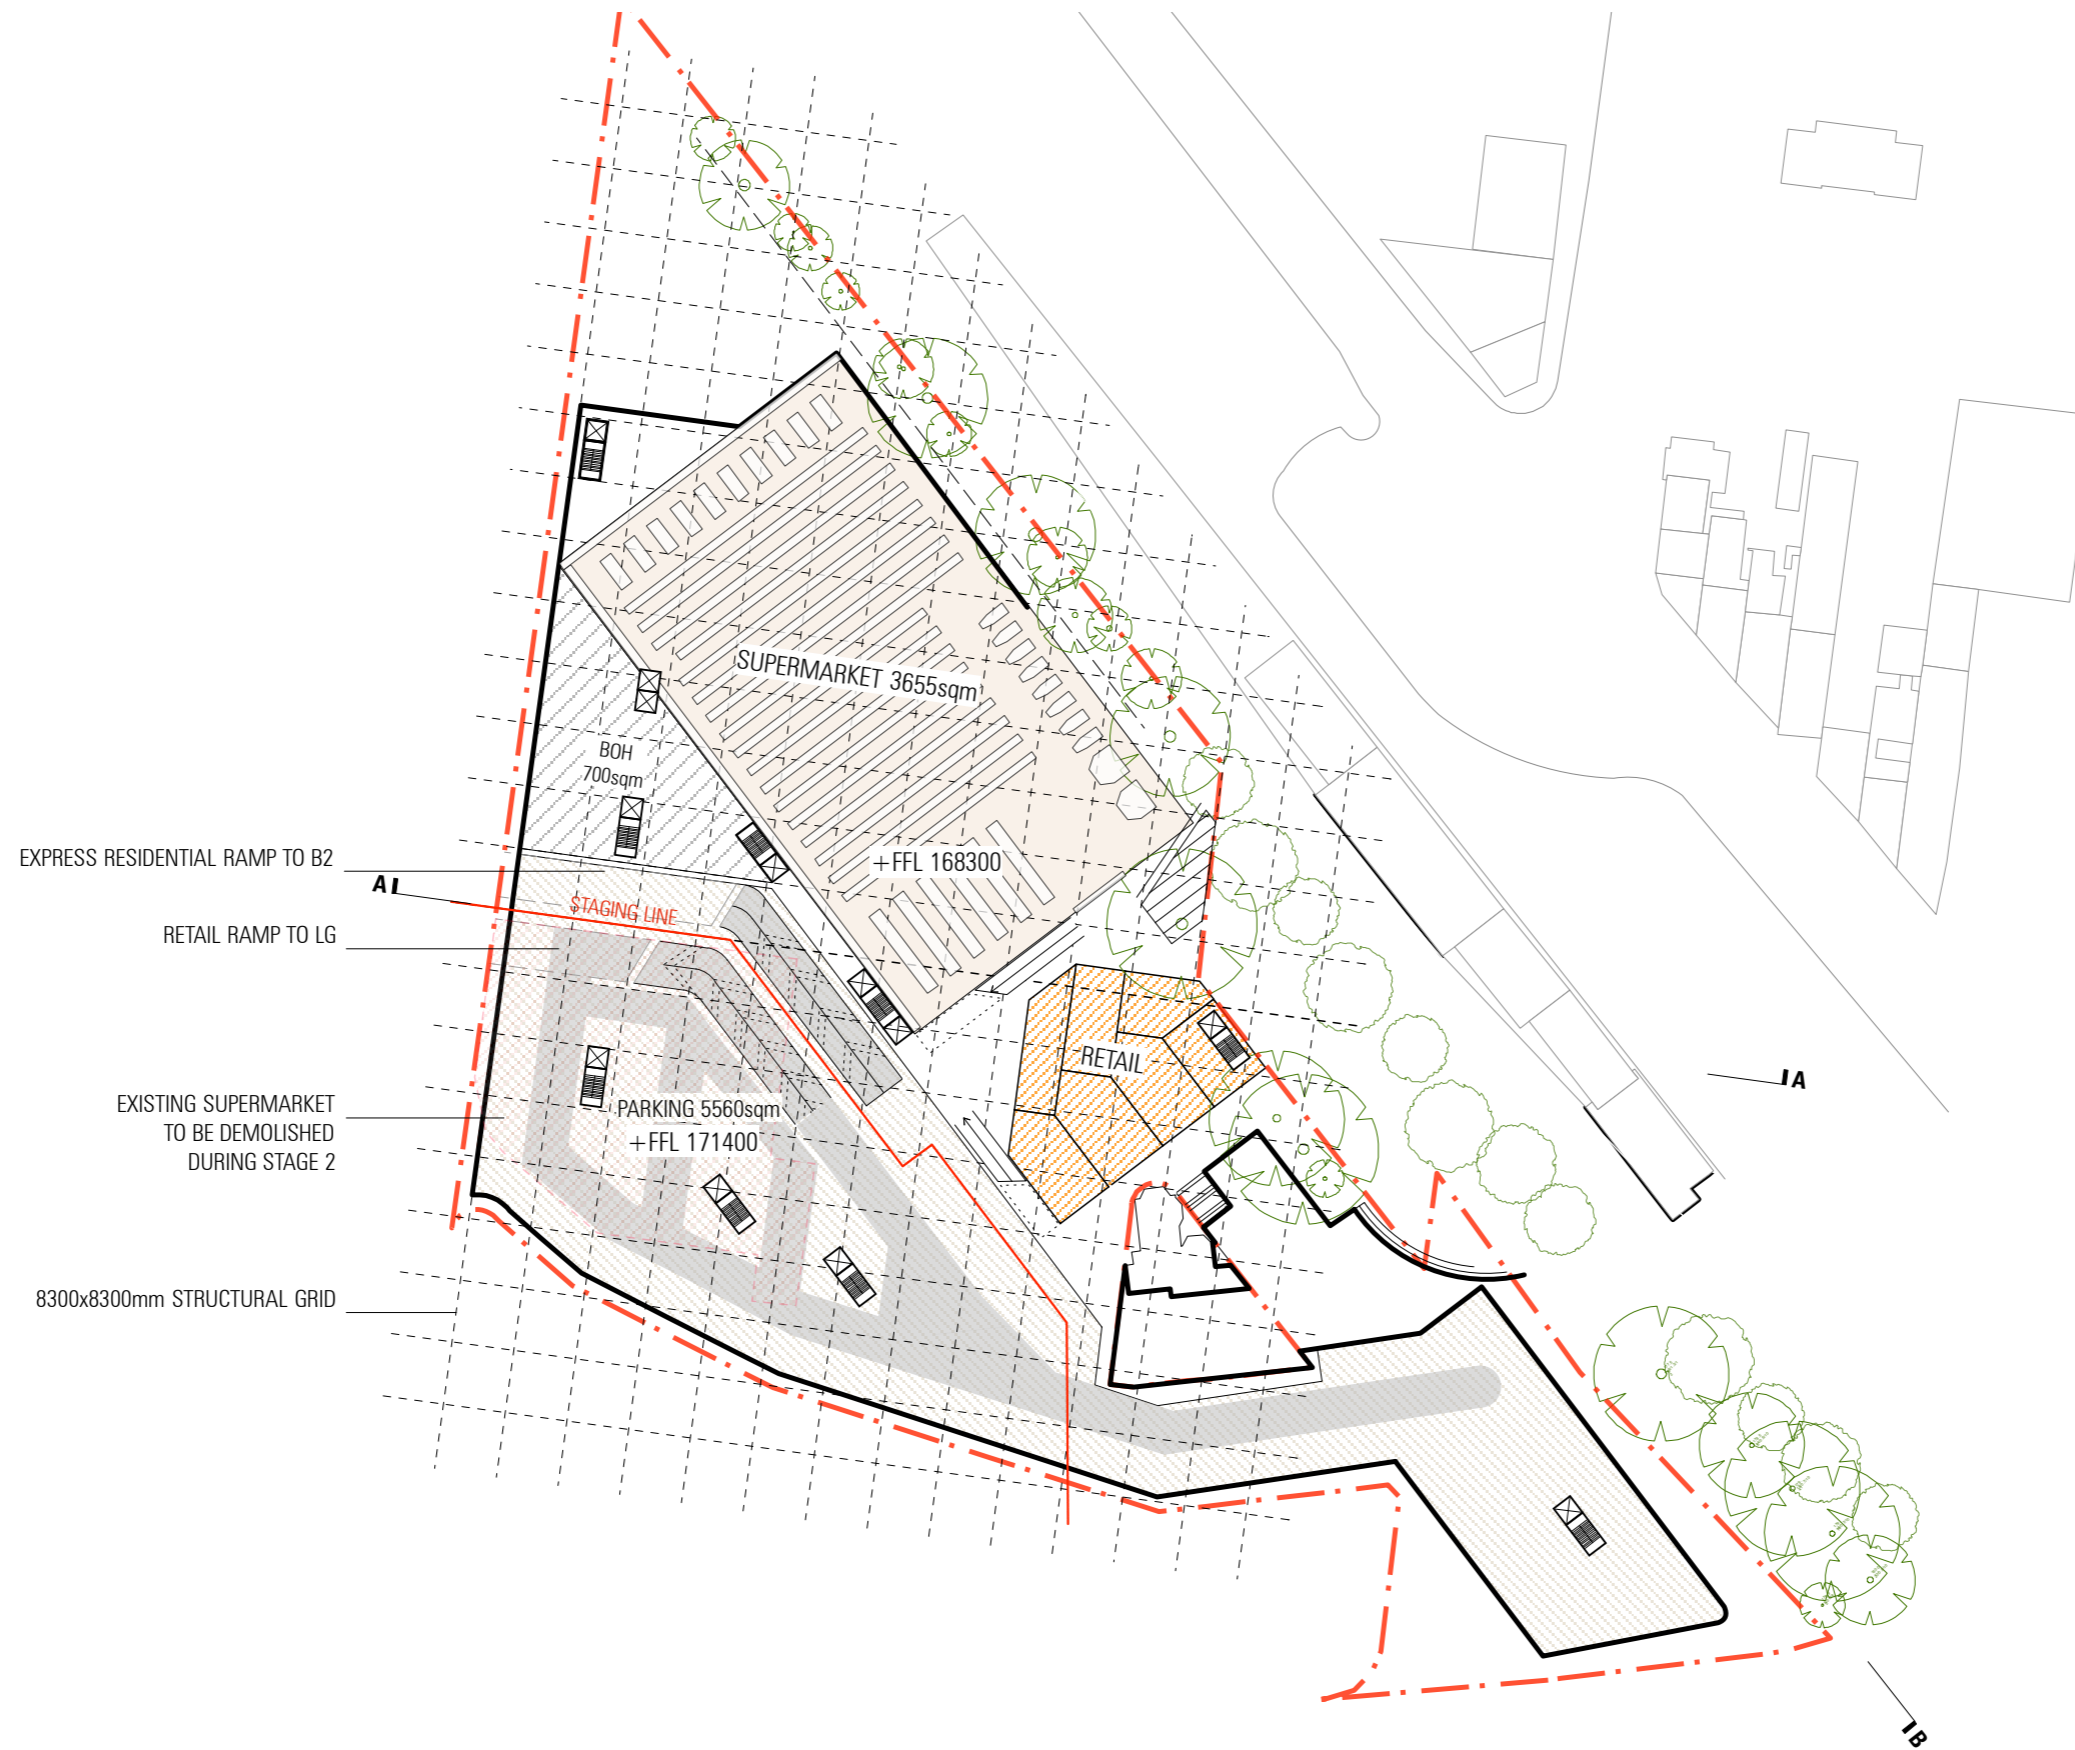 SUPERMARKET 3655sqm
BOH
700sqm
+FFL 168300
EXPRESS RESIDENTIAL RAMP TO B2
A
STAGING LINE
RETAIL RAMP TO LG
RETAIL
A
EXISTING SUPERMARKET
TO BE DEMOLISHED
DURING STAGE 2
PARKING 5560sqm
+FFL 171400
8300x8300mm STRUCTURAL GRID
B